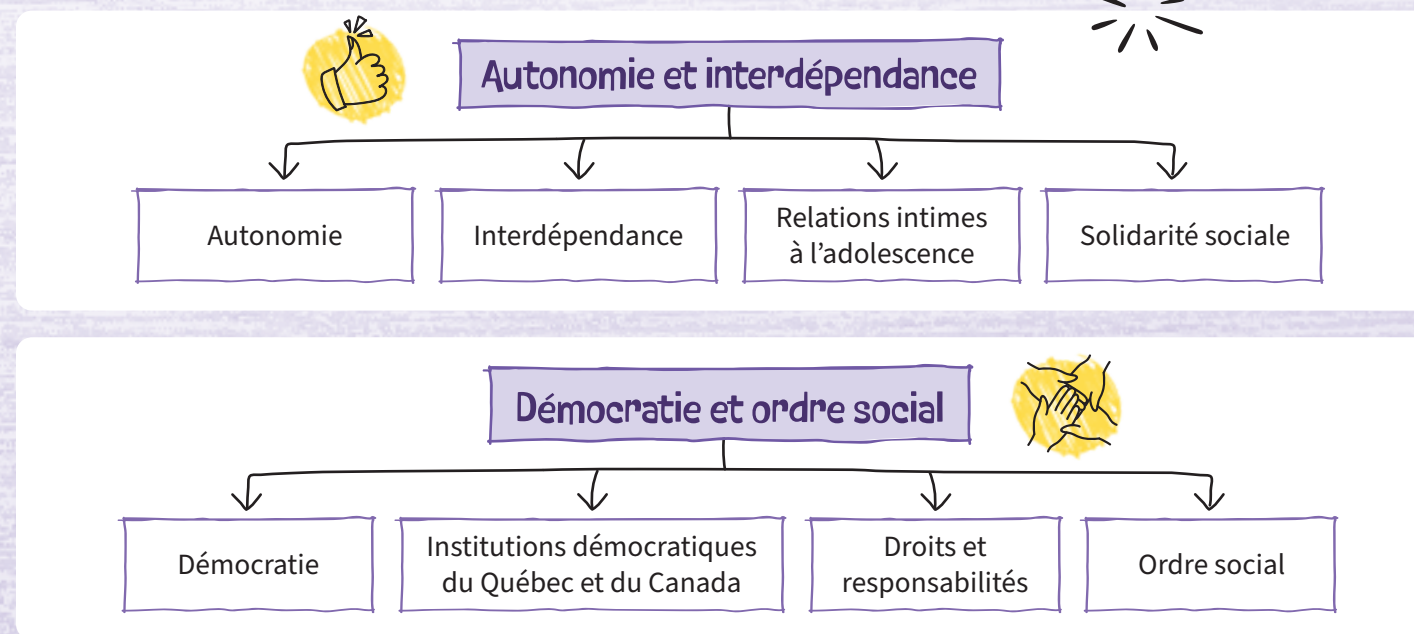 Autonomie et interdépendance
Autonomie
Interdépendance
Relations intimes
à l’adolescence
Solidarité sociale
Démocratie et ordre social
Démocratie
Institutions démocratiques
du Québec et du Canada
Droits et
responsabilités
Ordre social